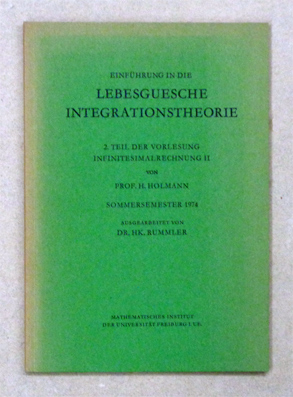 EINFÜHRUNG IN DIE
LEBESGUESCHE
INTEGRATIONSTHEORIE
2. TEIL DER VORLESUNG
INFINITESIMALRECHNUNG II
VON
PROF. H. HOLMANN
SOMMERSEMESTER 1974
AUSGEARBEITET VON
DR. HK. RUMMLER
MATHEMATISCHES INSTITUT
DER UNIVERSITÄT FREIBURG I. UE.